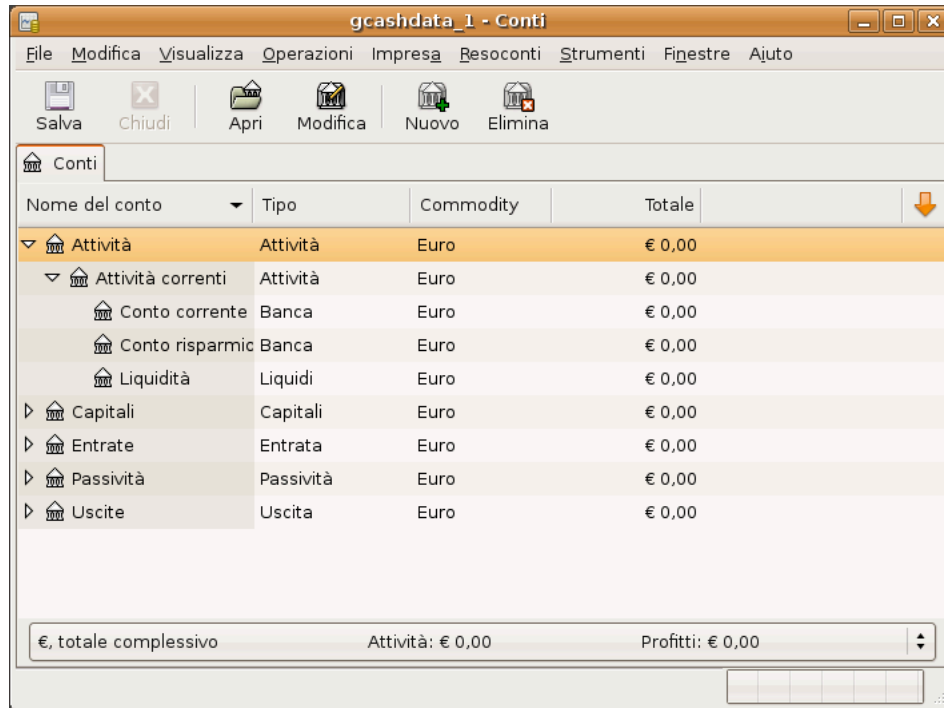 gcashdata_1 - Conti
File Modifica Visualizza Operazioni Impresa Resoconti Strumenti Finestre Aiuto
Salva Chiudi Apri Modifica Nuovo Elimina
Conti
Nome del conto Tipo Commodity Totale
Attività Attività Euro € 0,00
Attività correnti Attività Euro € 0,00
Conto corrente Banca Euro € 0,00
Conto risparmio Banca Euro € 0,00
Liquidità Liquidi Euro € 0,00
Capitali Capitali Euro € 0,00
Entrate Entrata Euro € 0,00
Passività Passività Euro € 0,00
Uscite Uscita Euro € 0,00
€, totale complessivo Attività: € 0,00 Profitti: € 0,00